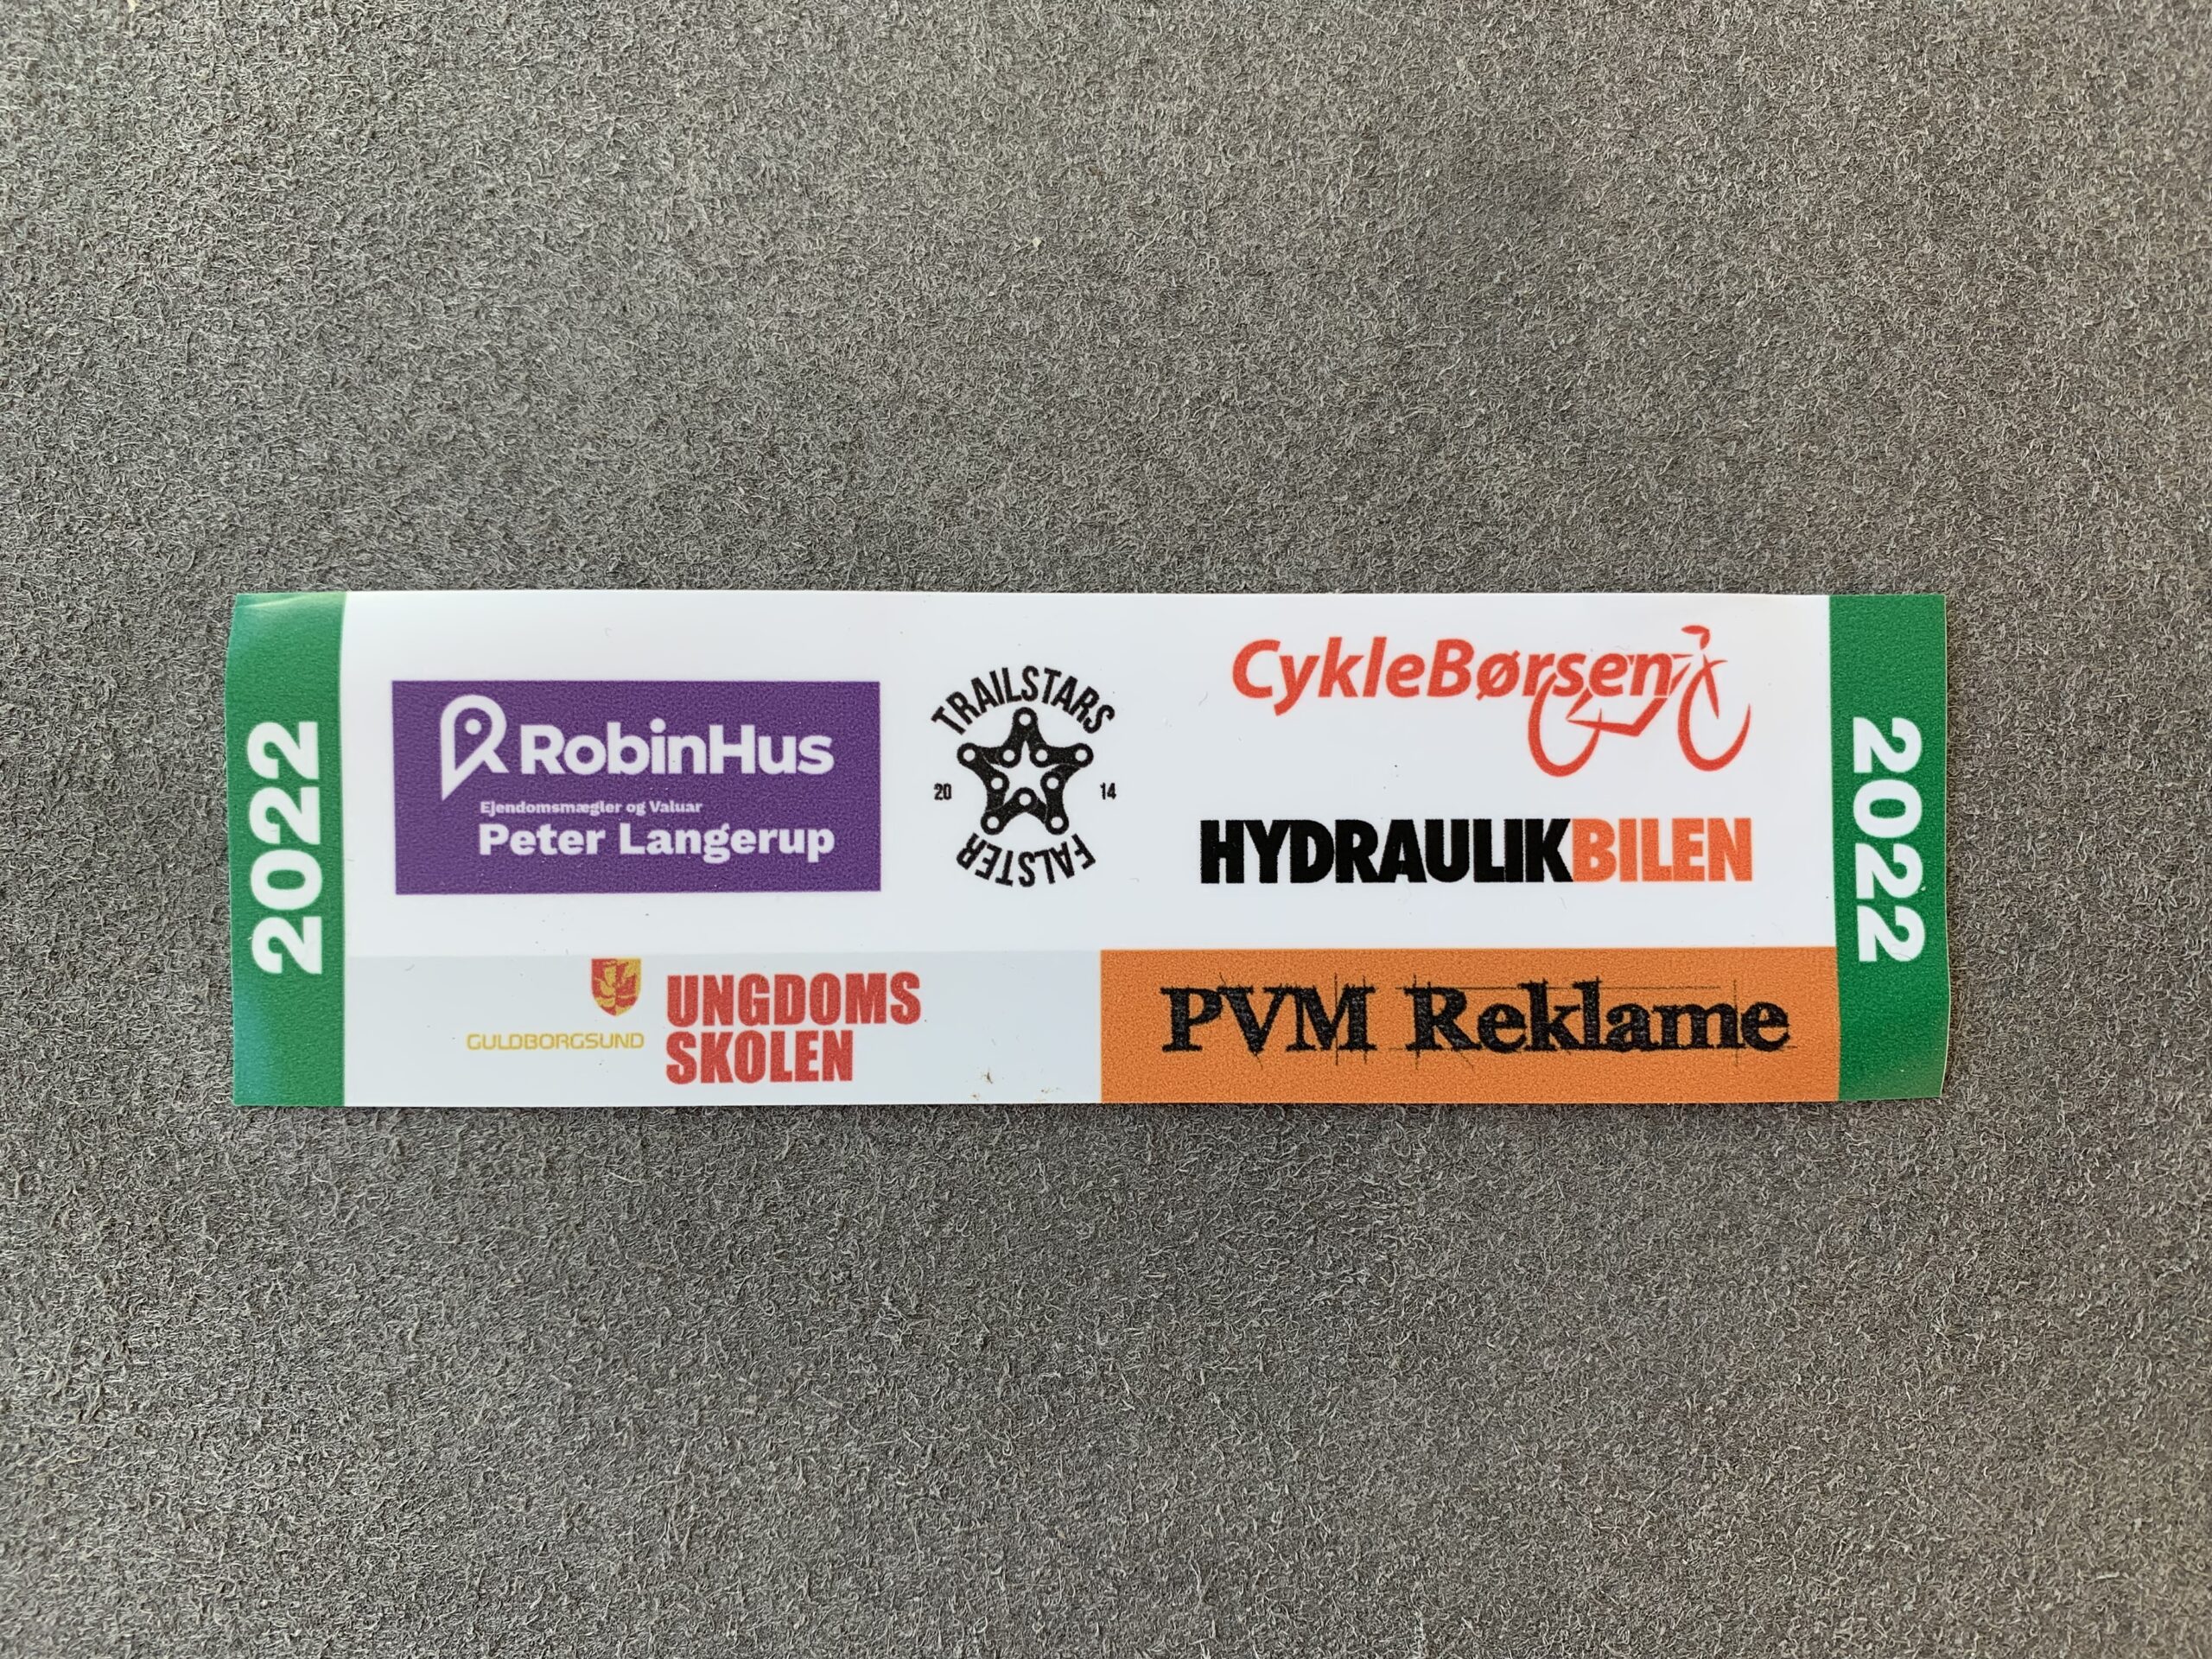 2022
RobinHus
Ejendomsmægler og Valuar
Peter Langerup
TRAILSTARS
20 14
FALSTER
CykleBørsen
HYDRAULIKBILEN
GULDBORGSUND
UNGDOMS
SKOLEN
PVM Reklame
2022